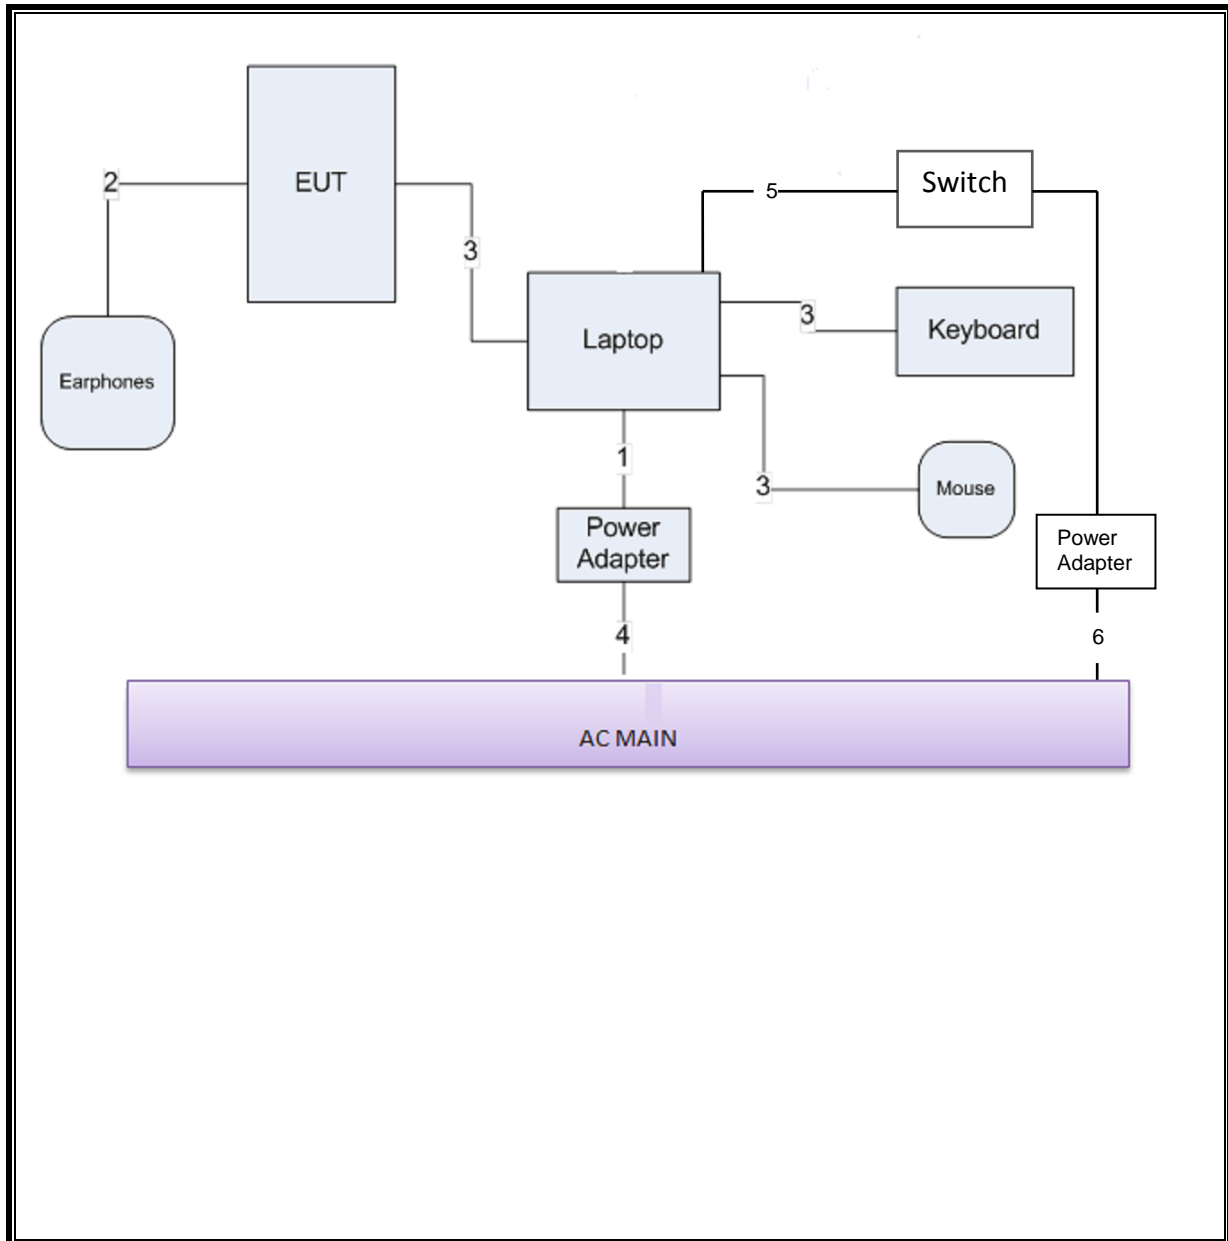 2
EUT
3
Earphones
5
Switch
Laptop
3
Keyboard
3
Mouse
1
Power
Adapter
Power
Adapter
4
6
AC MAIN